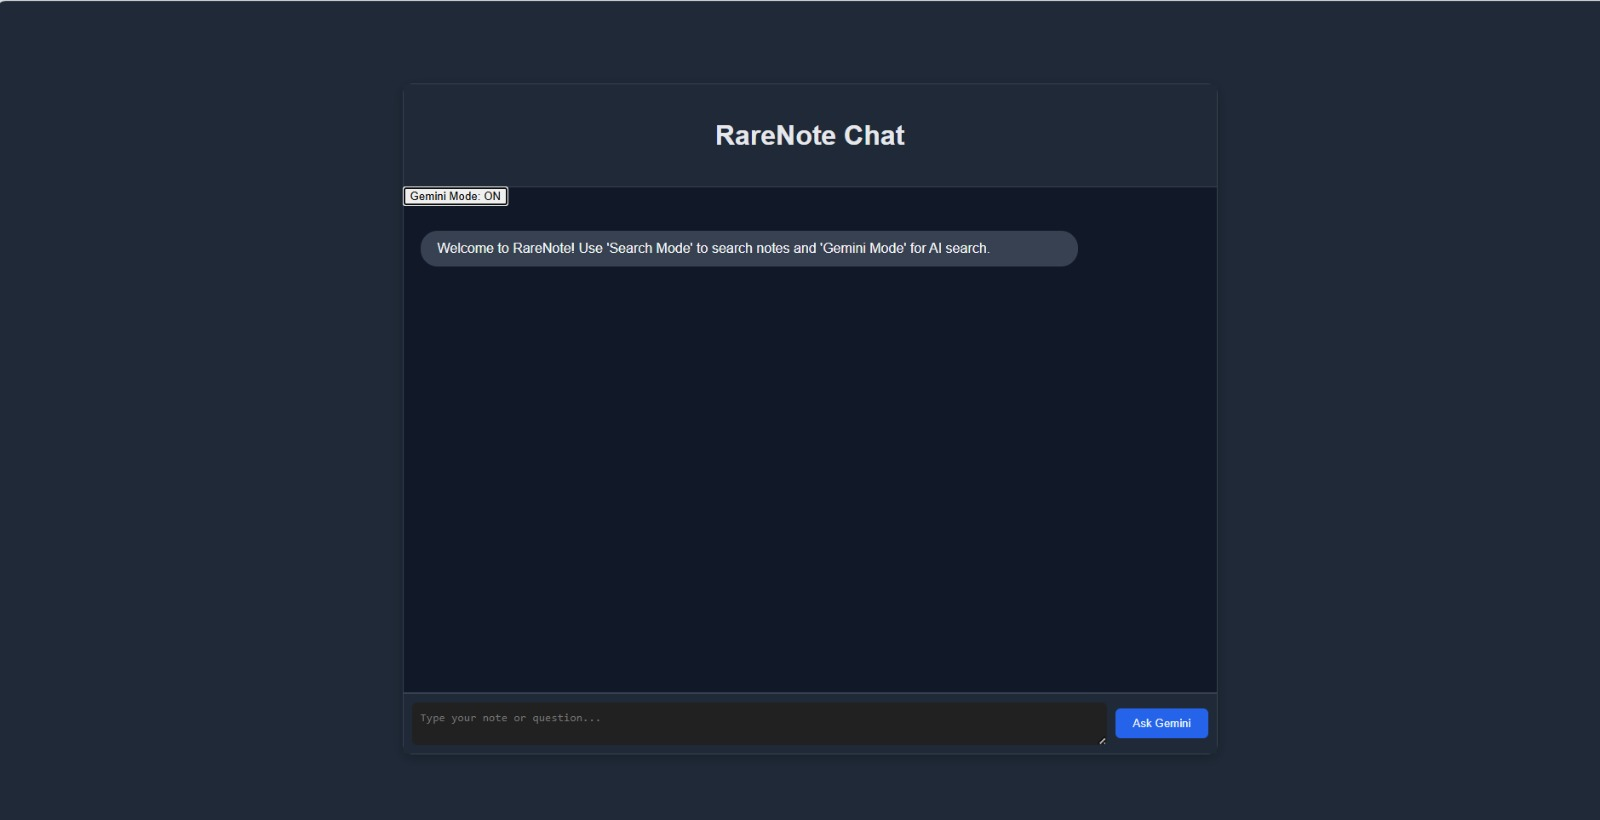 RareNote Chat
Gemini Mode: ON
Welcome to RareNote! Use 'Search Mode' to search notes and 'Gemini Mode' for AI search.
Type your note or question...
Ask Gemini